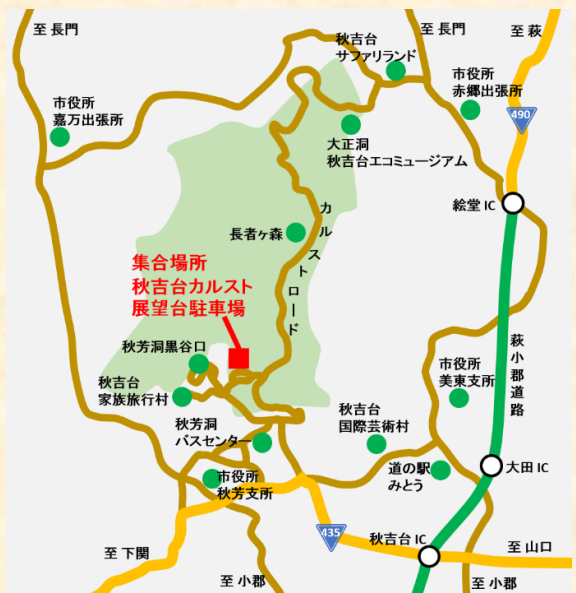 至 長門
至 長門
至 萩
秋吉台
サファリランド
市役所
赤郷出張所
市役所
嘉万出張所
490
大正洞
秋吉台エコミュージアム
絵堂 IC
カルストロード
長者ヶ森
集合場所
秋吉台カルスト
展望台駐車場
秋芳洞黒谷口
萩小郡道路
市役所
美東支所
秋吉台
家族旅行村
秋吉台
国際芸術村
秋芳洞
バスセンター
道の駅
みとう
大田 IC
市役所
秋芳支所
435
秋吉台 IC
至 山口
至 下関
至 小郡
至 小郡